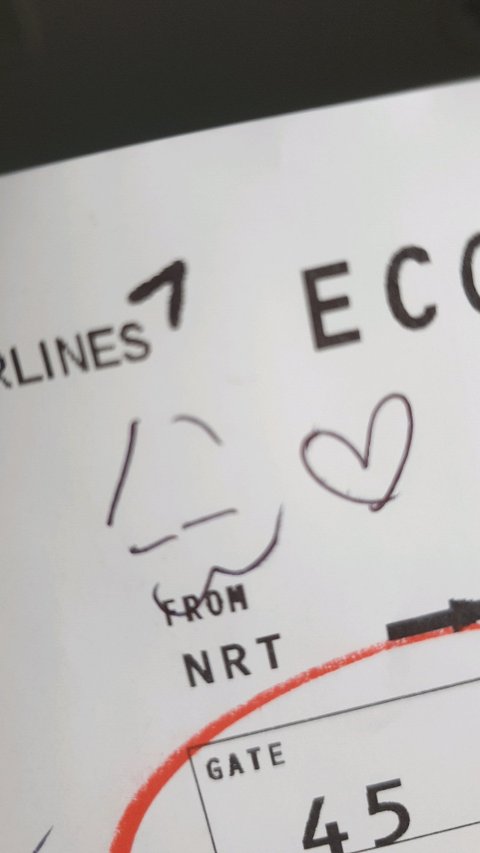 RLINES ECO
FROM
NRT
GATE
45